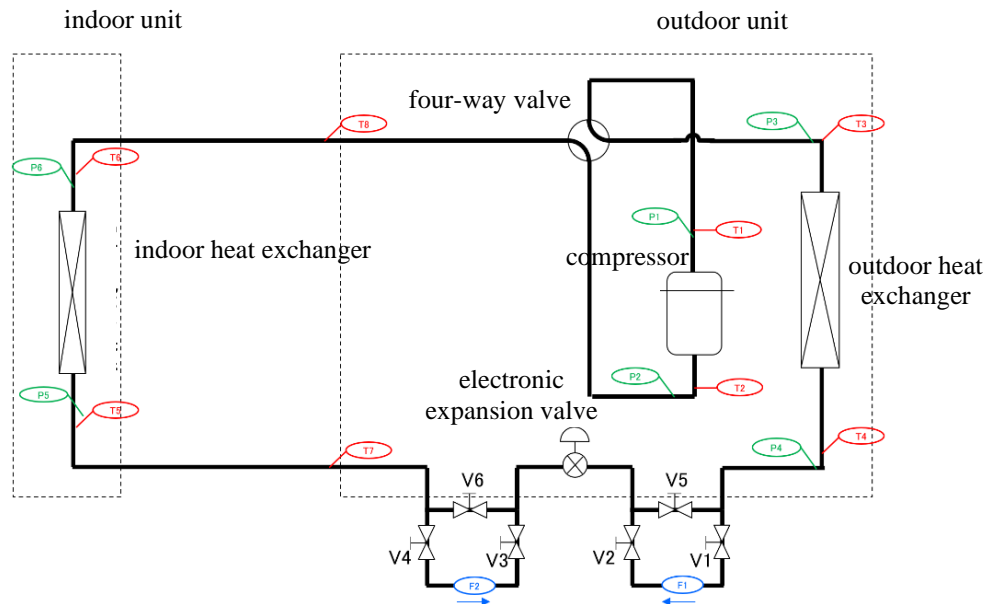 indoor unit
outdoor unit
four-way valve
T8
P3
T3
T6
P6
P1
T1
indoor heat exchanger
compressor
outdoor heat
exchanger
electronic
expansion valve
P2
T2
P5
T5
T7
P4
T4
V6
V5
V4
V3
V2
V1
F2
F1